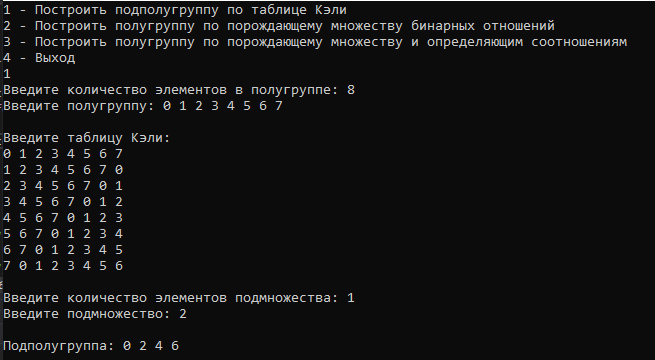 1 - Построить подполугруппу по таблице Кэли
2 - Построить полугруппу по порождающему множеству бинарных отношений
3 - Построить полугруппу по порождающему множеству и определяющим соотношениям
4 - Выход
1
Введите количество элементов в полугруппе: 8
Введите полугруппу: 0 1 2 3 4 5 6 7
Введите таблицу Кэли:
0 1 2 3 4 5 6 7
1 2 3 4 5 6 7 0
2 3 4 5 6 7 0 1
3 4 5 6 7 0 1 2
4 5 6 7 0 1 2 3
5 6 7 0 1 2 3 4
6 7 0 1 2 3 4 5
7 0 1 2 3 4 5 6
Введите количество элементов подмножества: 1
Введите подмножество: 2
Подполугруппа: 0 2 4 6